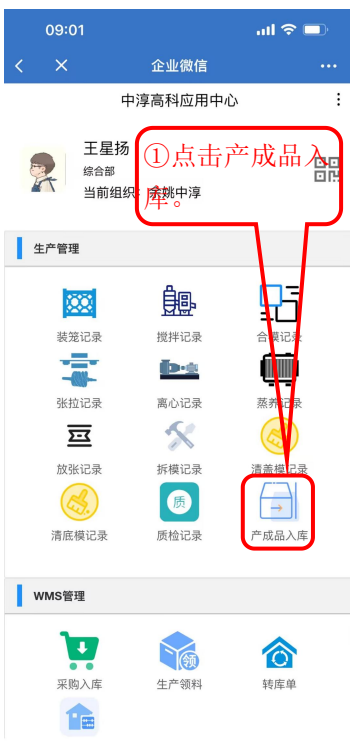 09:01
企业微信
中淳高科应用中心
王星扬
综合部
当前组织: 余姚中淳
①点击产成品入
库。
生产管理
装笼记录 搅拌记录 合模记录
张拉记录 离心记录 蒸养记录
放张记录 拆模记录 清盖模记录
清底模记录 质检记录 产成品入库
质
WMS管理
领
采购入库 生产领料 转库单